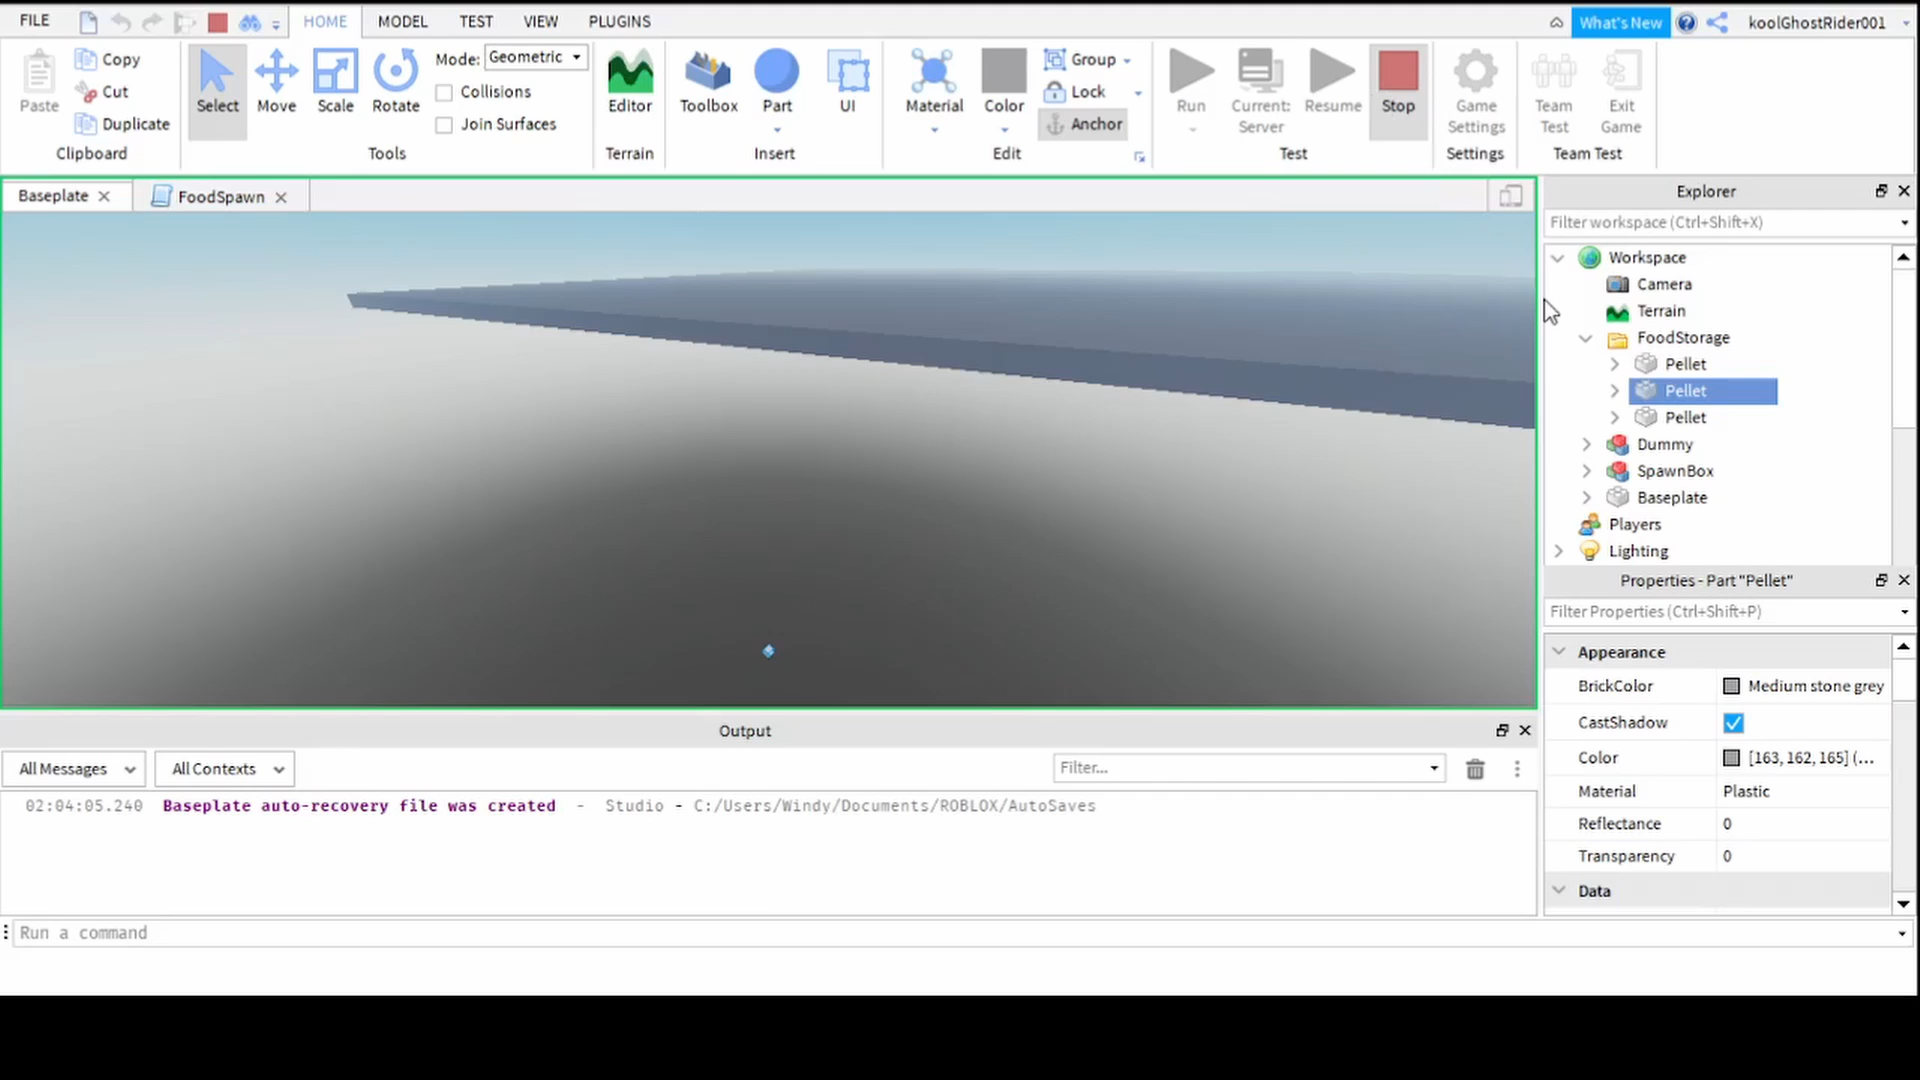 FILE HOME MODEL TEST VIEW PLUGINS What's New koolGhostRider001
Paste Copy Cut Duplicate
Clipboard
Select Move Scale Rotate Mode: Geometric
Collisions
Join Surfaces
Tools
Editor
Terrain
Toolbox Part UI
Insert
Material Color Group
Lock
Anchor
Edit
Run Current: Server Resume Stop
Test
Game Settings
Settings
Team Test Exit Game
Team Test
Baseplate FoodSpawn
Explorer
Filter workspace (Ctrl+Shift+X)
Workspace
Camera
Terrain
FoodStorage
Pellet
Pellet
Pellet
Dummy
SpawnBox
Baseplate
Players
Lighting
Properties - Part "Pellet"
Filter Properties (Ctrl+Shift+P)
Appearance
BrickColor Medium stone grey
CastShadow
Color [163, 162, 165] (...
Material Plastic
Reflectance 0
Transparency 0
Data
Output
All Messages All Contexts Filter...
02:04:05.240 Baseplate auto-recovery file was created - Studio - C:/Users/Windy/Documents/ROBLOX/AutoSaves
Run a command